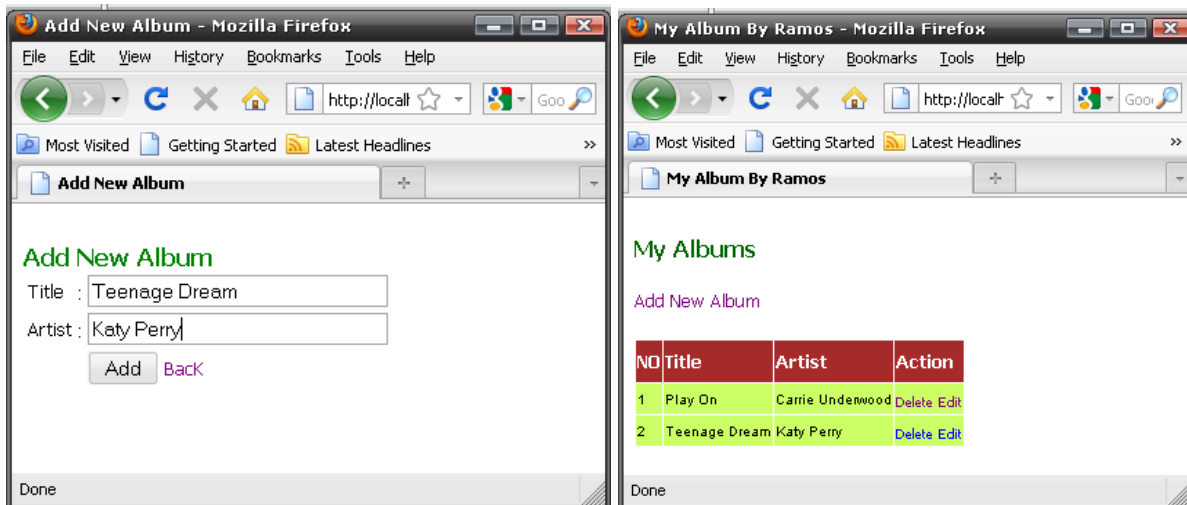 Add New Album - Mozilla Firefox
File Edit View History Bookmarks Tools Help
http://local Goo
Most Visited Getting Started Latest Headlines »
Add New Album
Add New Album
Title : Teenage Dream
Artist : Katy Perry
Add BacK
Done
My Album By Ramos - Mozilla Firefox
File Edit View History Bookmarks Tools Help
http://local Goo
Most Visited Getting Started Latest Headlines »
My Album By Ramos
My Albums
Add New Album
NO Title Artist Action
1 Play On Carrie Underwood Delete Edit
2 Teenage Dream Katy Perry Delete Edit
Done